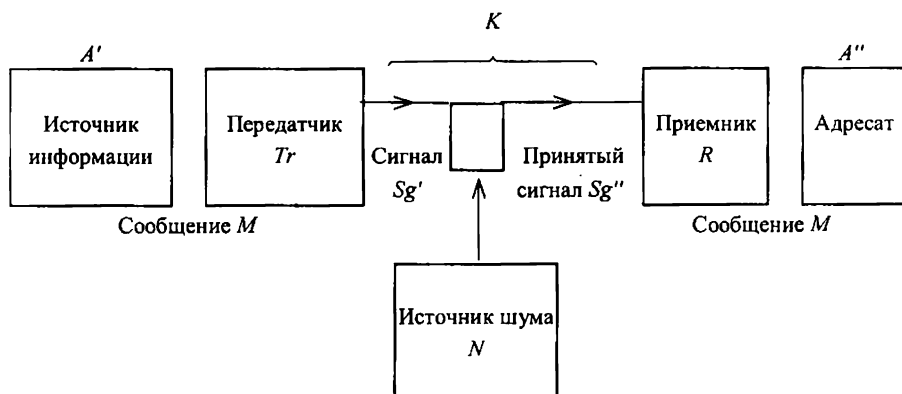 K
A'
A''
Источник
информации
Передатчик
Tr
Сигнал
Sg'
Принятый
сигнал Sg''
Приемник
R
Адресат
Сообщение M
Сообщение M
Источник шума
N